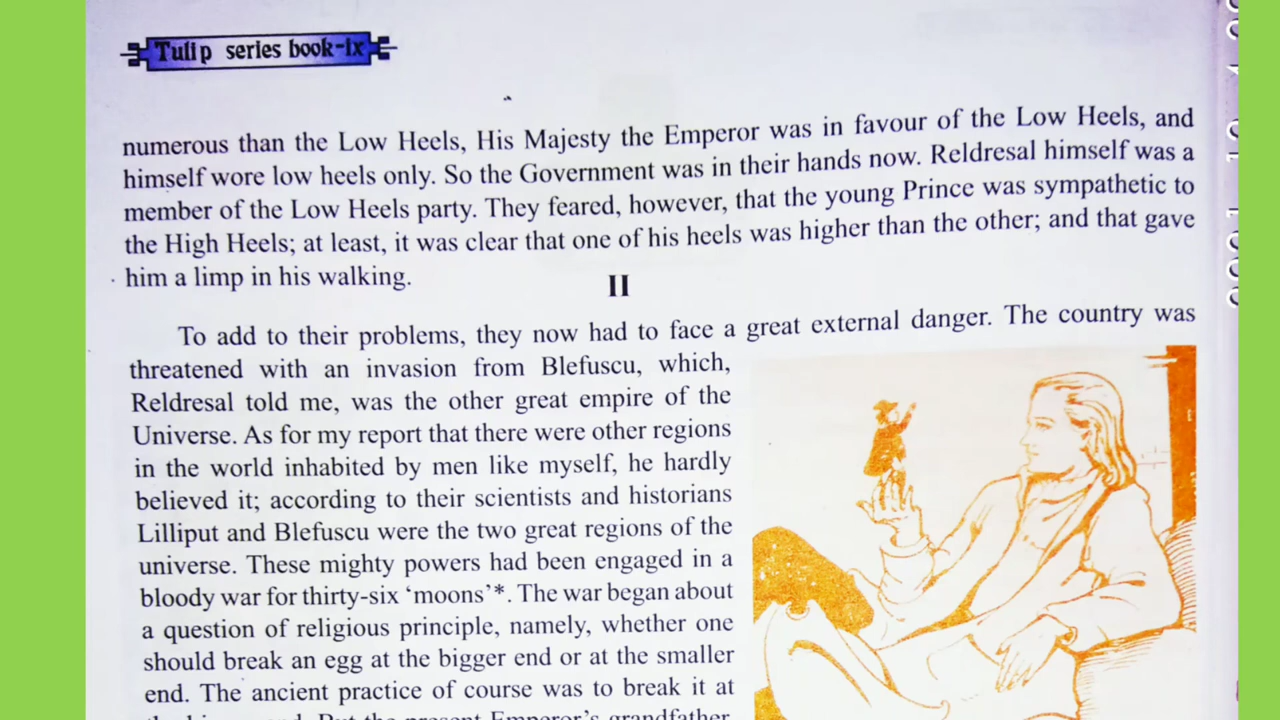 Tulip series book-ix
numerous than the Low Heels, His Majesty the Emperor was in favour of the Low Heels, and
himself wore low heels only. So the Government was in their hands now. Reldresal himself was a
member of the Low Heels party. They feared, however, that the young Prince was sympathetic to
the High Heels; at least, it was clear that one of his heels was higher than the other; and that gave
him a limp in his walking.
II
To add to their problems, they now had to face a great external danger. The country was
threatened with an invasion from Blefuscu, which,
Reldresal told me, was the other great empire of the
Universe. As for my report that there were other regions
in the world inhabited by men like myself, he hardly
believed it; according to their scientists and historians
Lilliput and Blefuscu were the two great regions of the
universe. These mighty powers had been engaged in a
bloody war for thirty-six ‘moons’*. The war began about
a question of religious principle, namely, whether one
should break an egg at the bigger end or at the smaller
end. The ancient practice of course was to break it at
the present Emperor's grandfather,